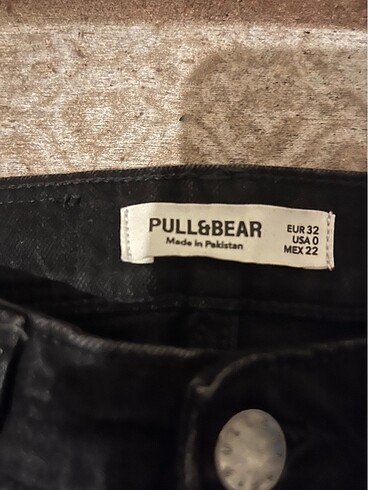 PULL&BEAR
Made in Pakistan
EUR 32
USA 0
MEX 22